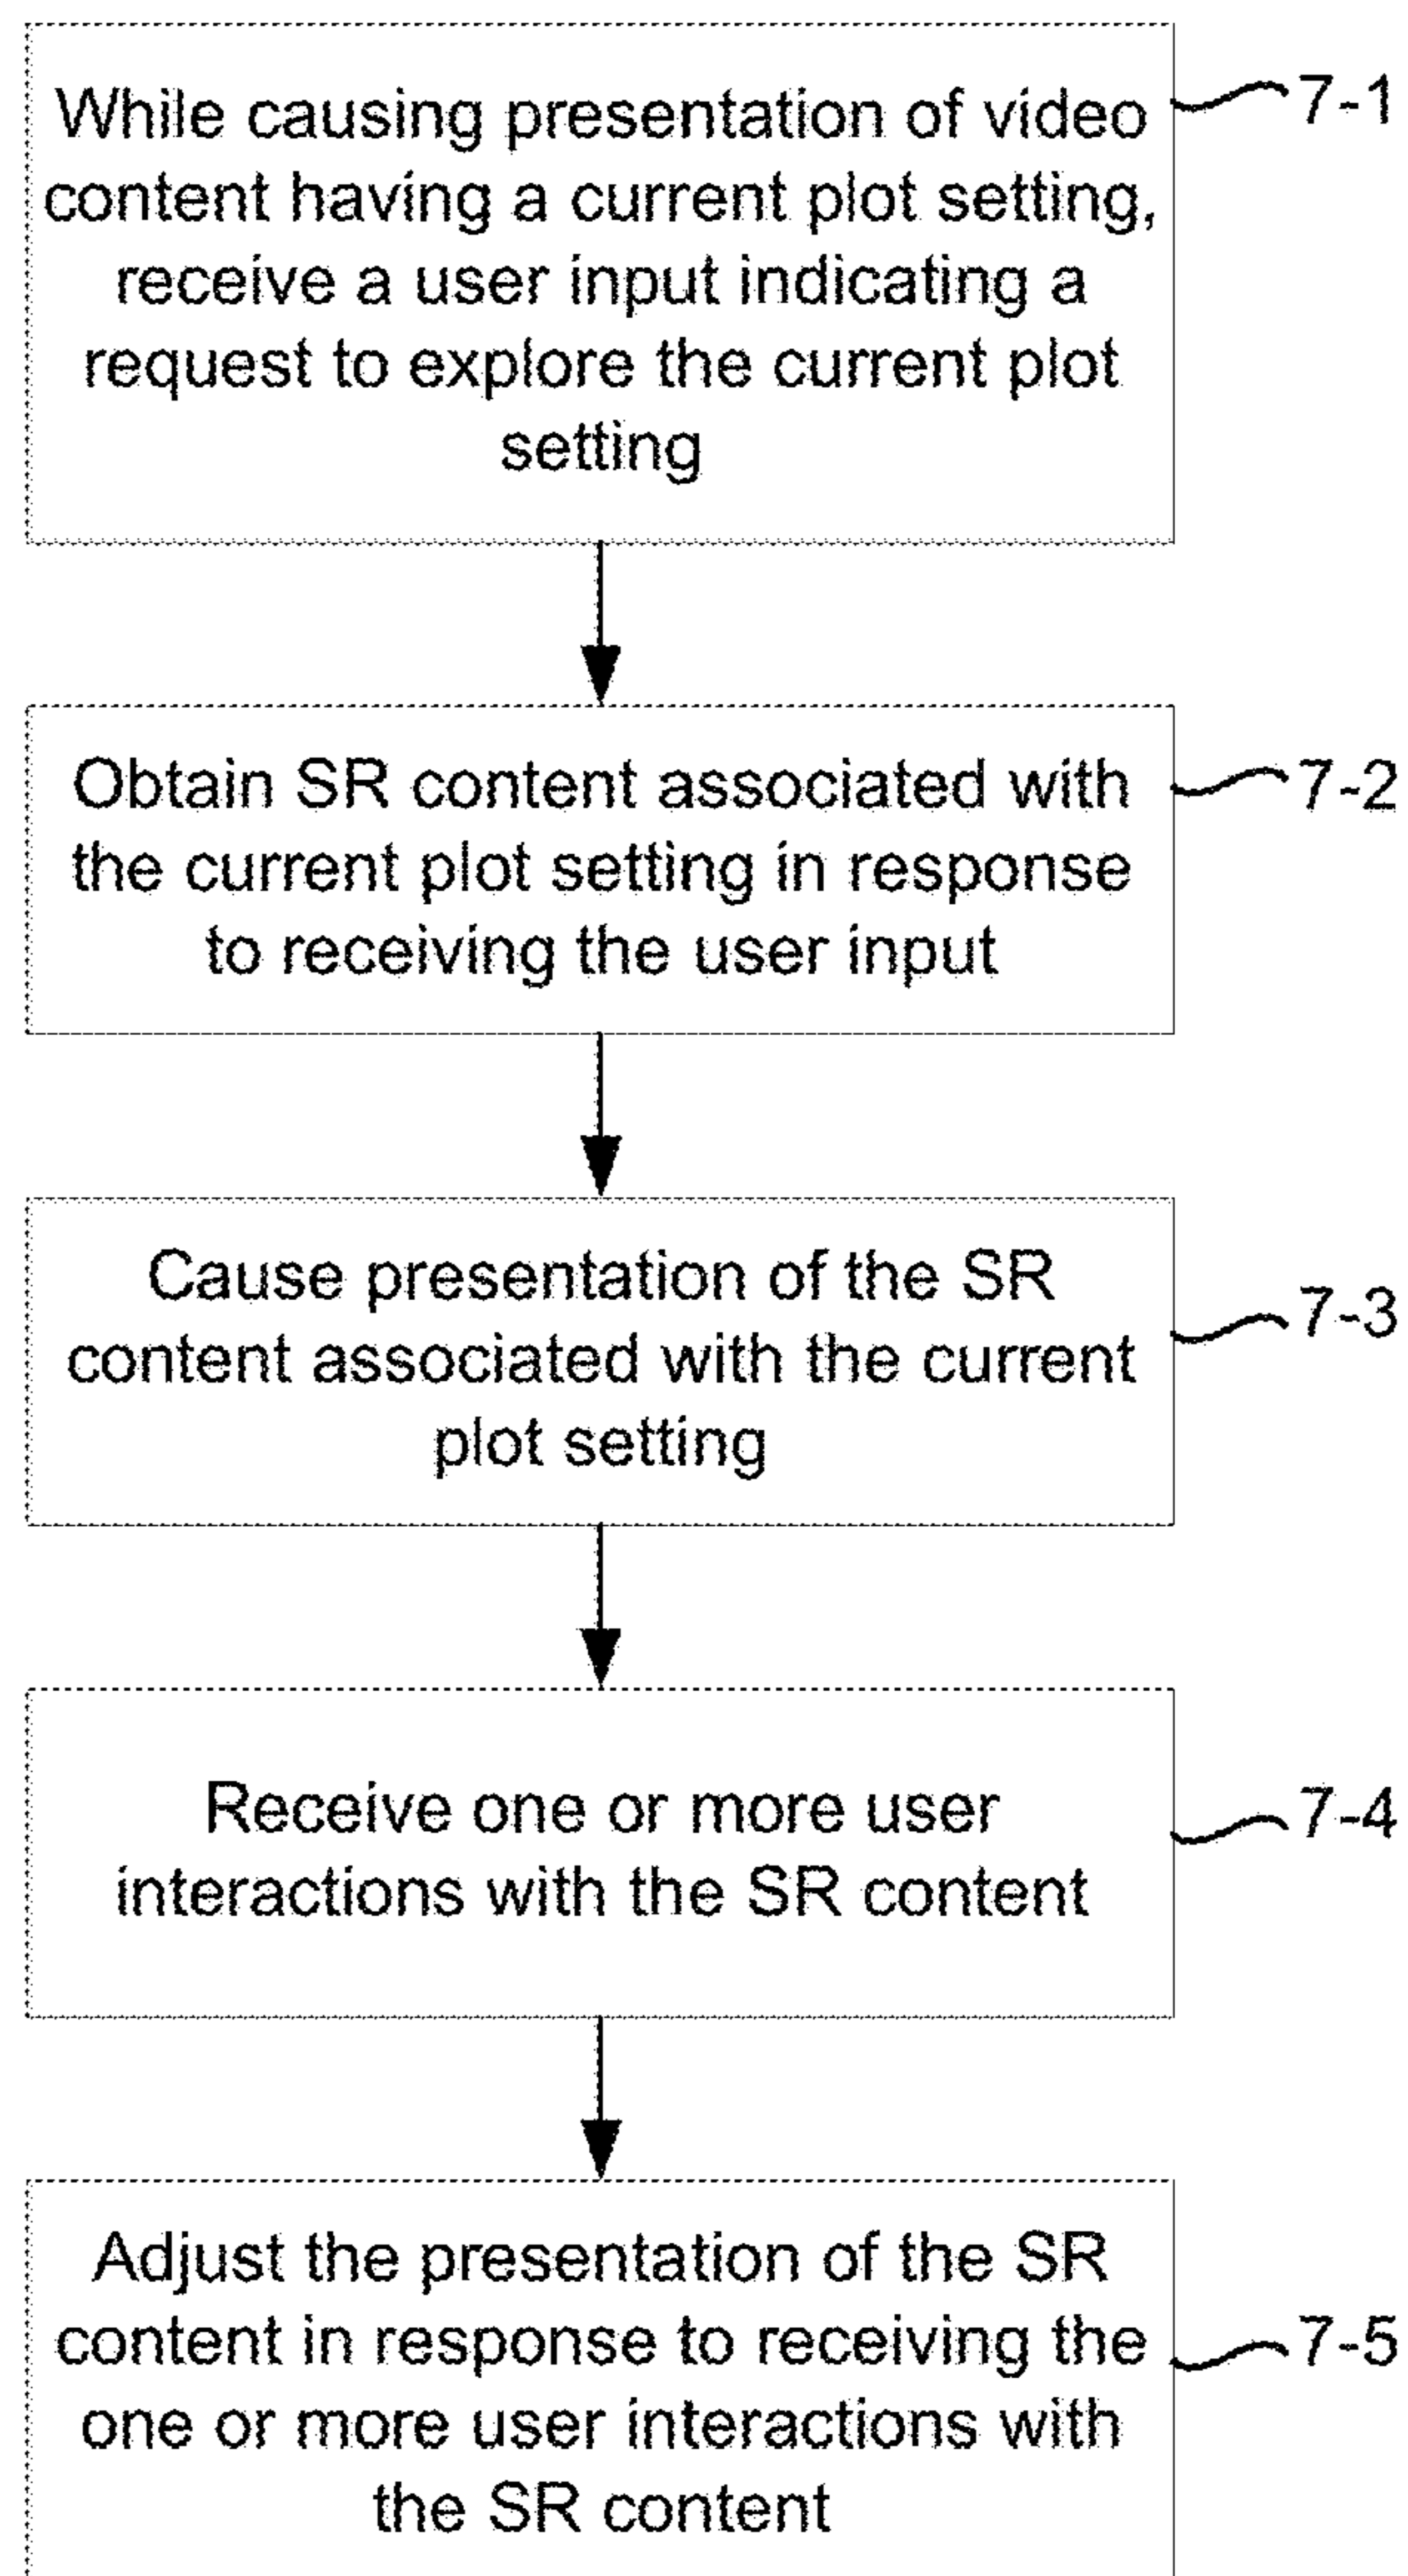 While causing presentation of video
content having a current plot setting,
receive a user input indicating a
request to explore the current plot
setting
7-1
Obtain SR content associated with
the current plot setting in response
to receiving the user input
7-2
Cause presentation of the SR
content associated with the current
plot setting
7-3
Receive one or more user
interactions with the SR content
7-4
Adjust the presentation of the SR
content in response to receiving the
one or more user interactions with
the SR content
7-5